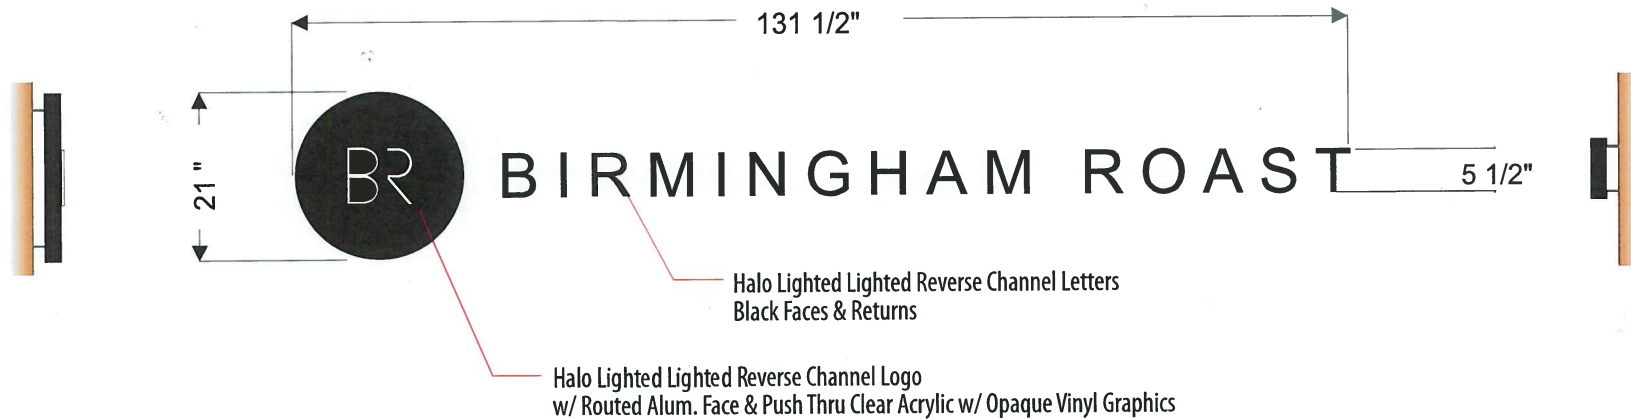 131 1/2"
21 "
BR
BIRMINGHAM ROAST
5 1/2"
Halo Lighted Lighted Reverse Channel Letters
Black Faces & Returns
Halo Lighted Lighted Reverse Channel Logo
w/ Routed Alum. Face & Push Thru Clear Acrylic w/ Opaque Vinyl Graphics